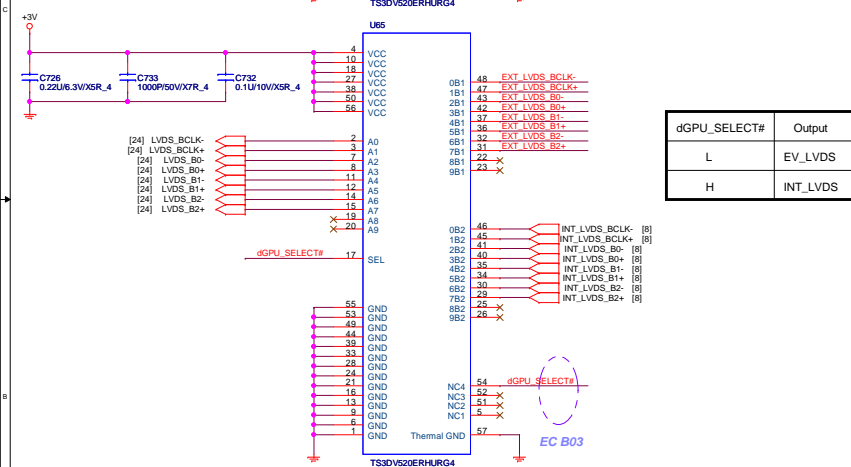 TS3DV520ERHURG4
C
+3V
U65
C726
0.22U/6.3V/X5R_4
C733
1000P/50V/X7R_4
C732
0.1U/10V/X5R_4
4 VCC
10 VCC
18 VCC
27 VCC
38 VCC
50 VCC
56 VCC
0B1 48 EXT_LVDS_BCLK-
1B1 47 EXT_LVDS_BCLK+
2B1 43 EXT_LVDS_B0-
3B1 42 EXT_LVDS_B0+
4B1 37 EXT_LVDS_B1-
5B1 36 EXT_LVDS_B1+
6B1 32 EXT_LVDS_B2-
7B1 31 EXT_LVDS_B2+
8B1 22
9B1 23
[24] LVDS_BCLK- 2 A0
[24] LVDS_BCLK+ 3 A1
[24] LVDS_B0- 7 A2
[24] LVDS_B0+ 8 A3
[24] LVDS_B1- 11 A4
[24] LVDS_B1+ 12 A5
[24] LVDS_B2- 14 A6
[24] LVDS_B2+ 15 A7
19 A8
20 A9
dGPU_SELECT# Output
L EV_LVDS
H INT_LVDS
dGPU_SELECT# 17 SEL
0B2 46 INT_LVDS_BCLK- [8]
1B2 45 INT_LVDS_BCLK+ [8]
2B2 41 INT_LVDS_B0- [8]
3B2 40 INT_LVDS_B0+ [8]
4B2 35 INT_LVDS_B1- [8]
5B2 34 INT_LVDS_B1+ [8]
6B2 30 INT_LVDS_B2- [8]
7B2 29 INT_LVDS_B2+ [8]
8B2 25
9B2 26
55 GND
53 GND
49 GND
44 GND
39 GND
33 GND
28 GND
24 GND
21 GND
16 GND
13 GND
9 GND
6 GND
1 GND
NC4 54 dGPU_SELECT#
NC3 52
NC2 51
NC1 5
Thermal GND 57
B
EC B03
TS3DV520ERHURG4